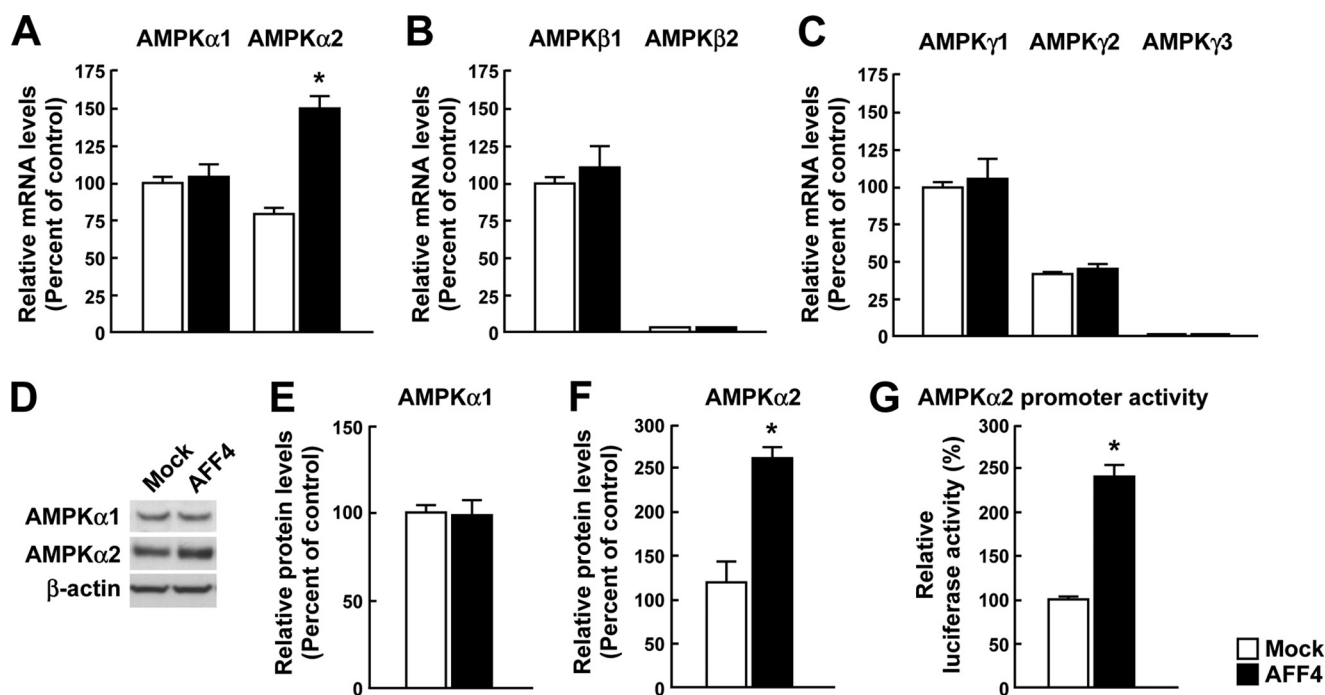 A
AMPKα1 AMPKα2
Relative mRNA levels
(Percent of control)
175
150
125
100
75
50
25
0
*
B
AMPKβ1 AMPKβ2
Relative mRNA levels
(Percent of control)
175
150
125
100
75
50
25
0
C
AMPKγ1 AMPKγ2 AMPKγ3
Relative mRNA levels
(Percent of control)
175
150
125
100
75
50
25
0
D
Mock AFF4
AMPKα1
AMPKα2
β-actin
E
AMPKα1
Relative protein levels
(Percent of control)
150
100
50
0
F
AMPKα2
Relative protein levels
(Percent of control)
300
250
200
150
100
50
0
*
G AMPKα2 promoter activity
Relative
luciferase activity (%)
300
250
200
150
100
50
0
*
Mock
AFF4